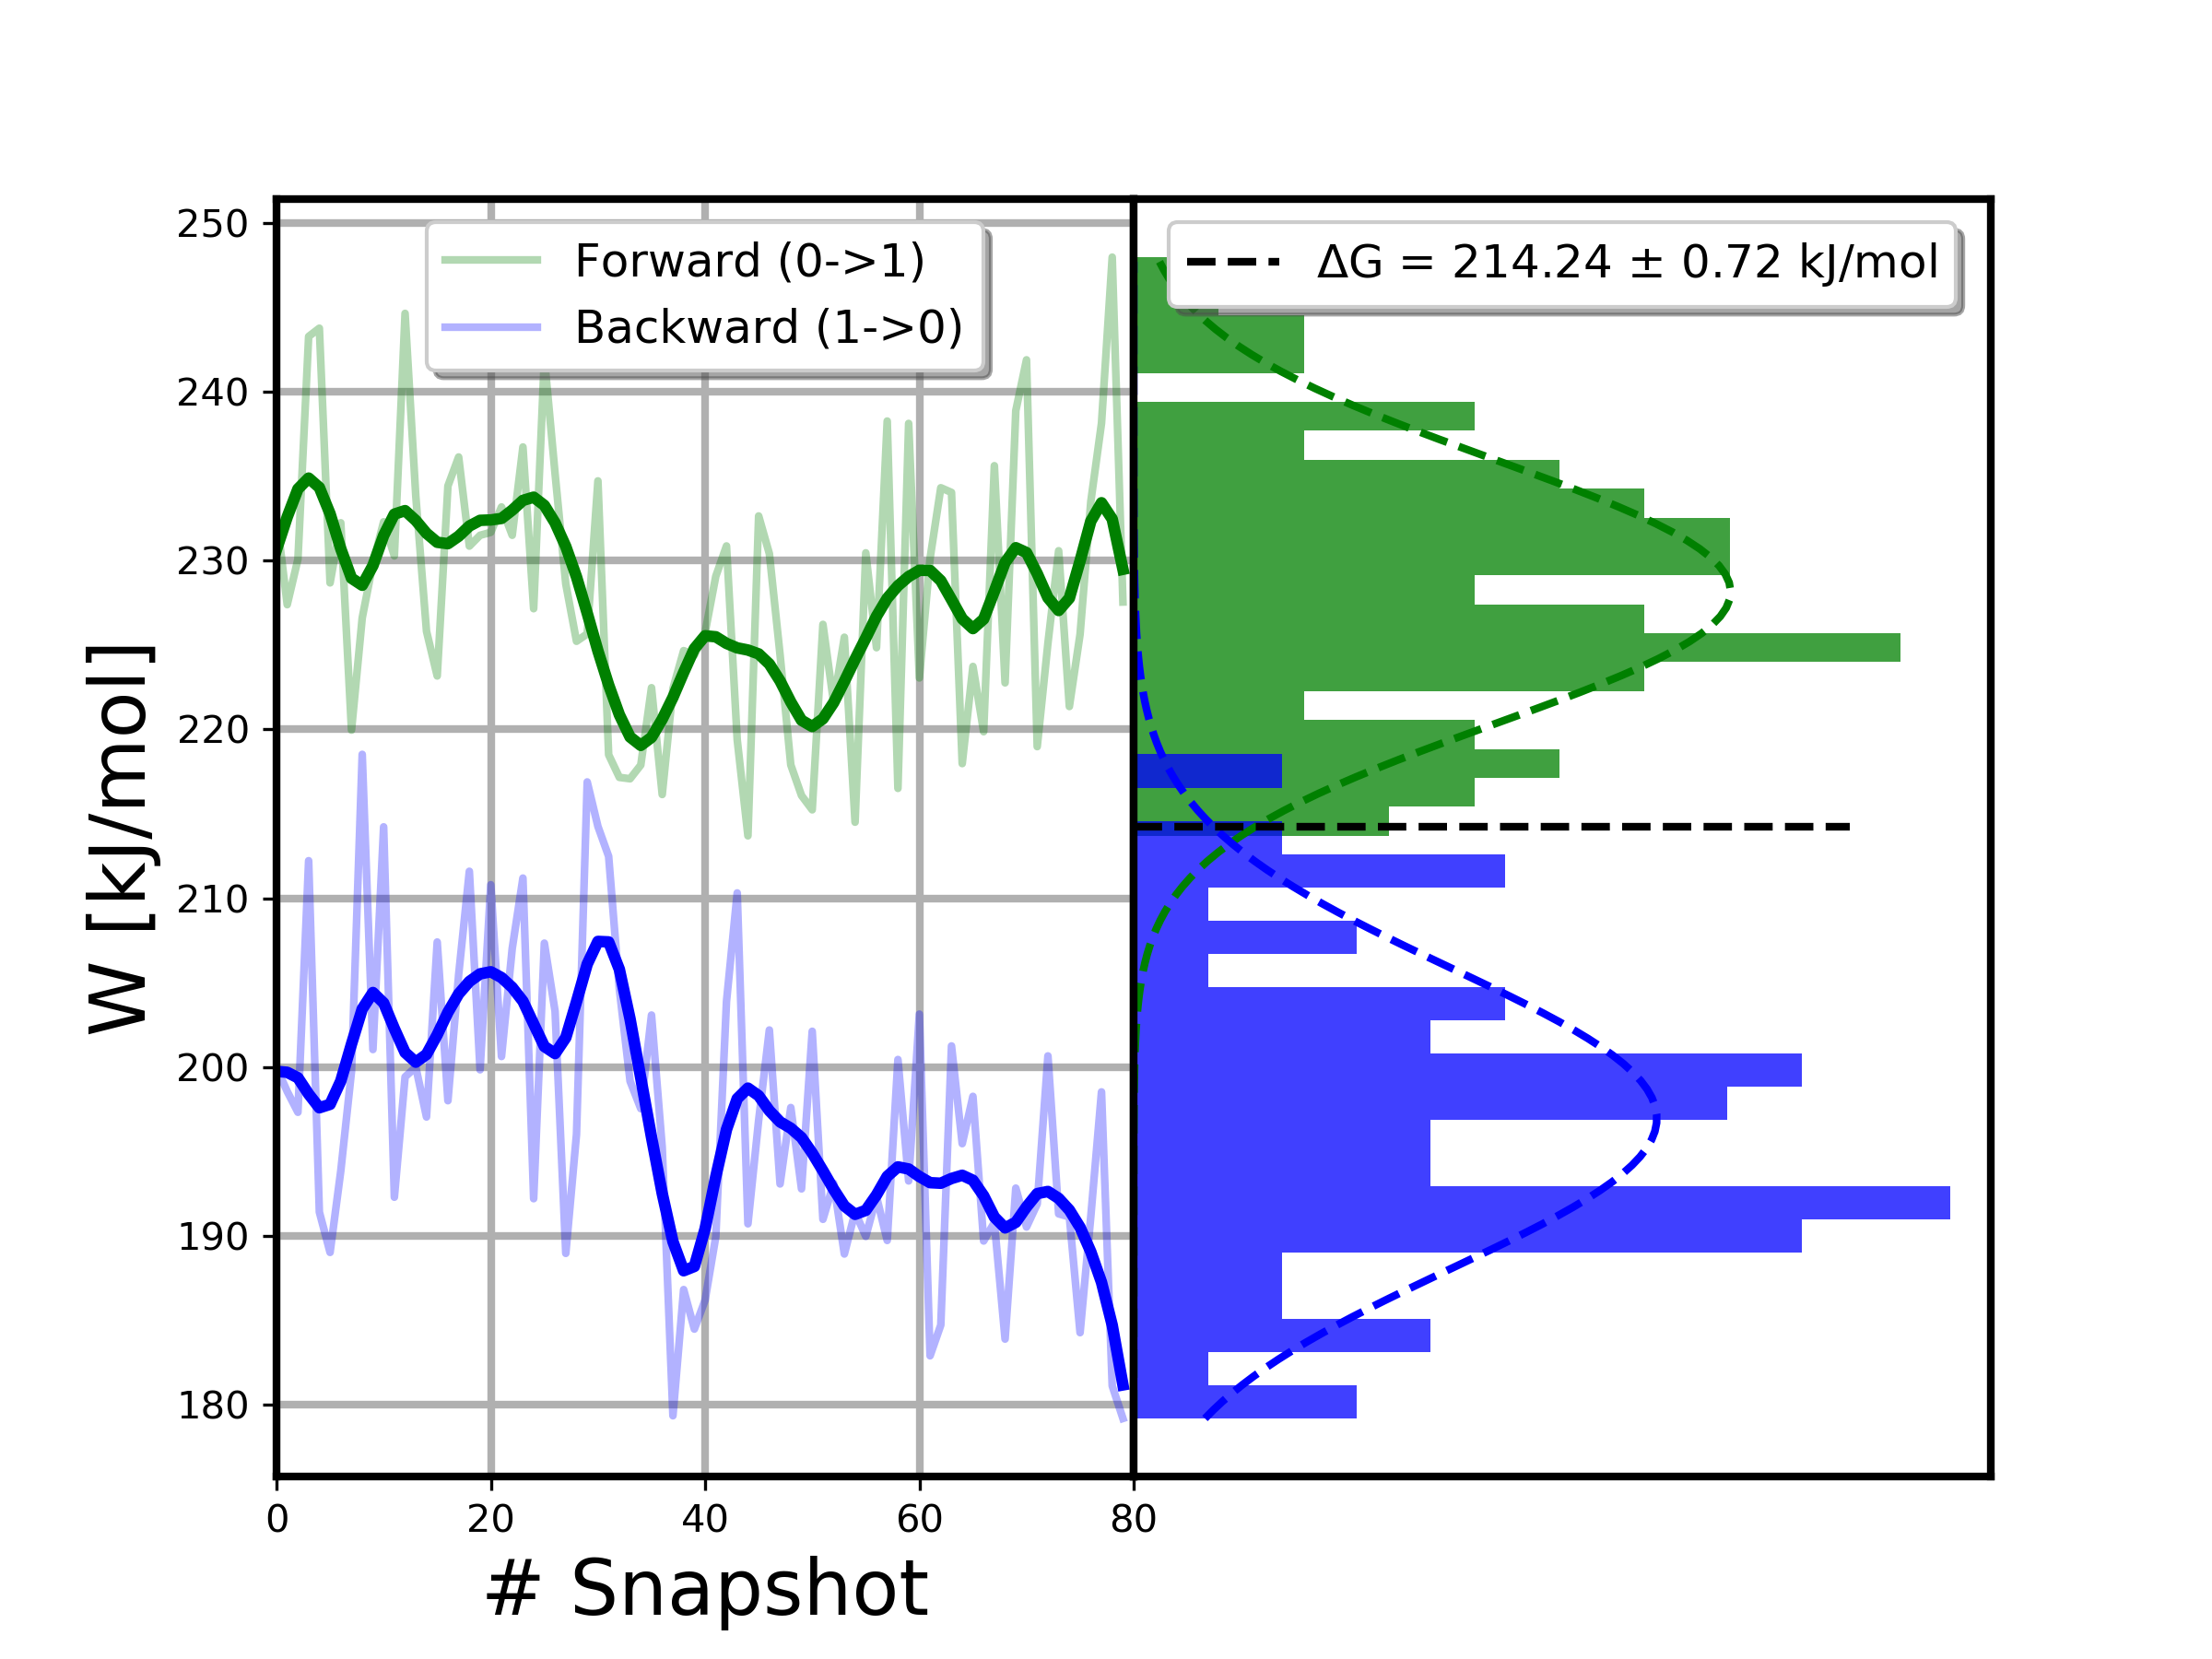 250
240
230
220
210
200
190
180
W [kJ/mol]
Forward (0->1)
Backward (1->0)
ΔG = 214.24 ± 0.72 kJ/mol
0 20 40 60 80
# Snapshot